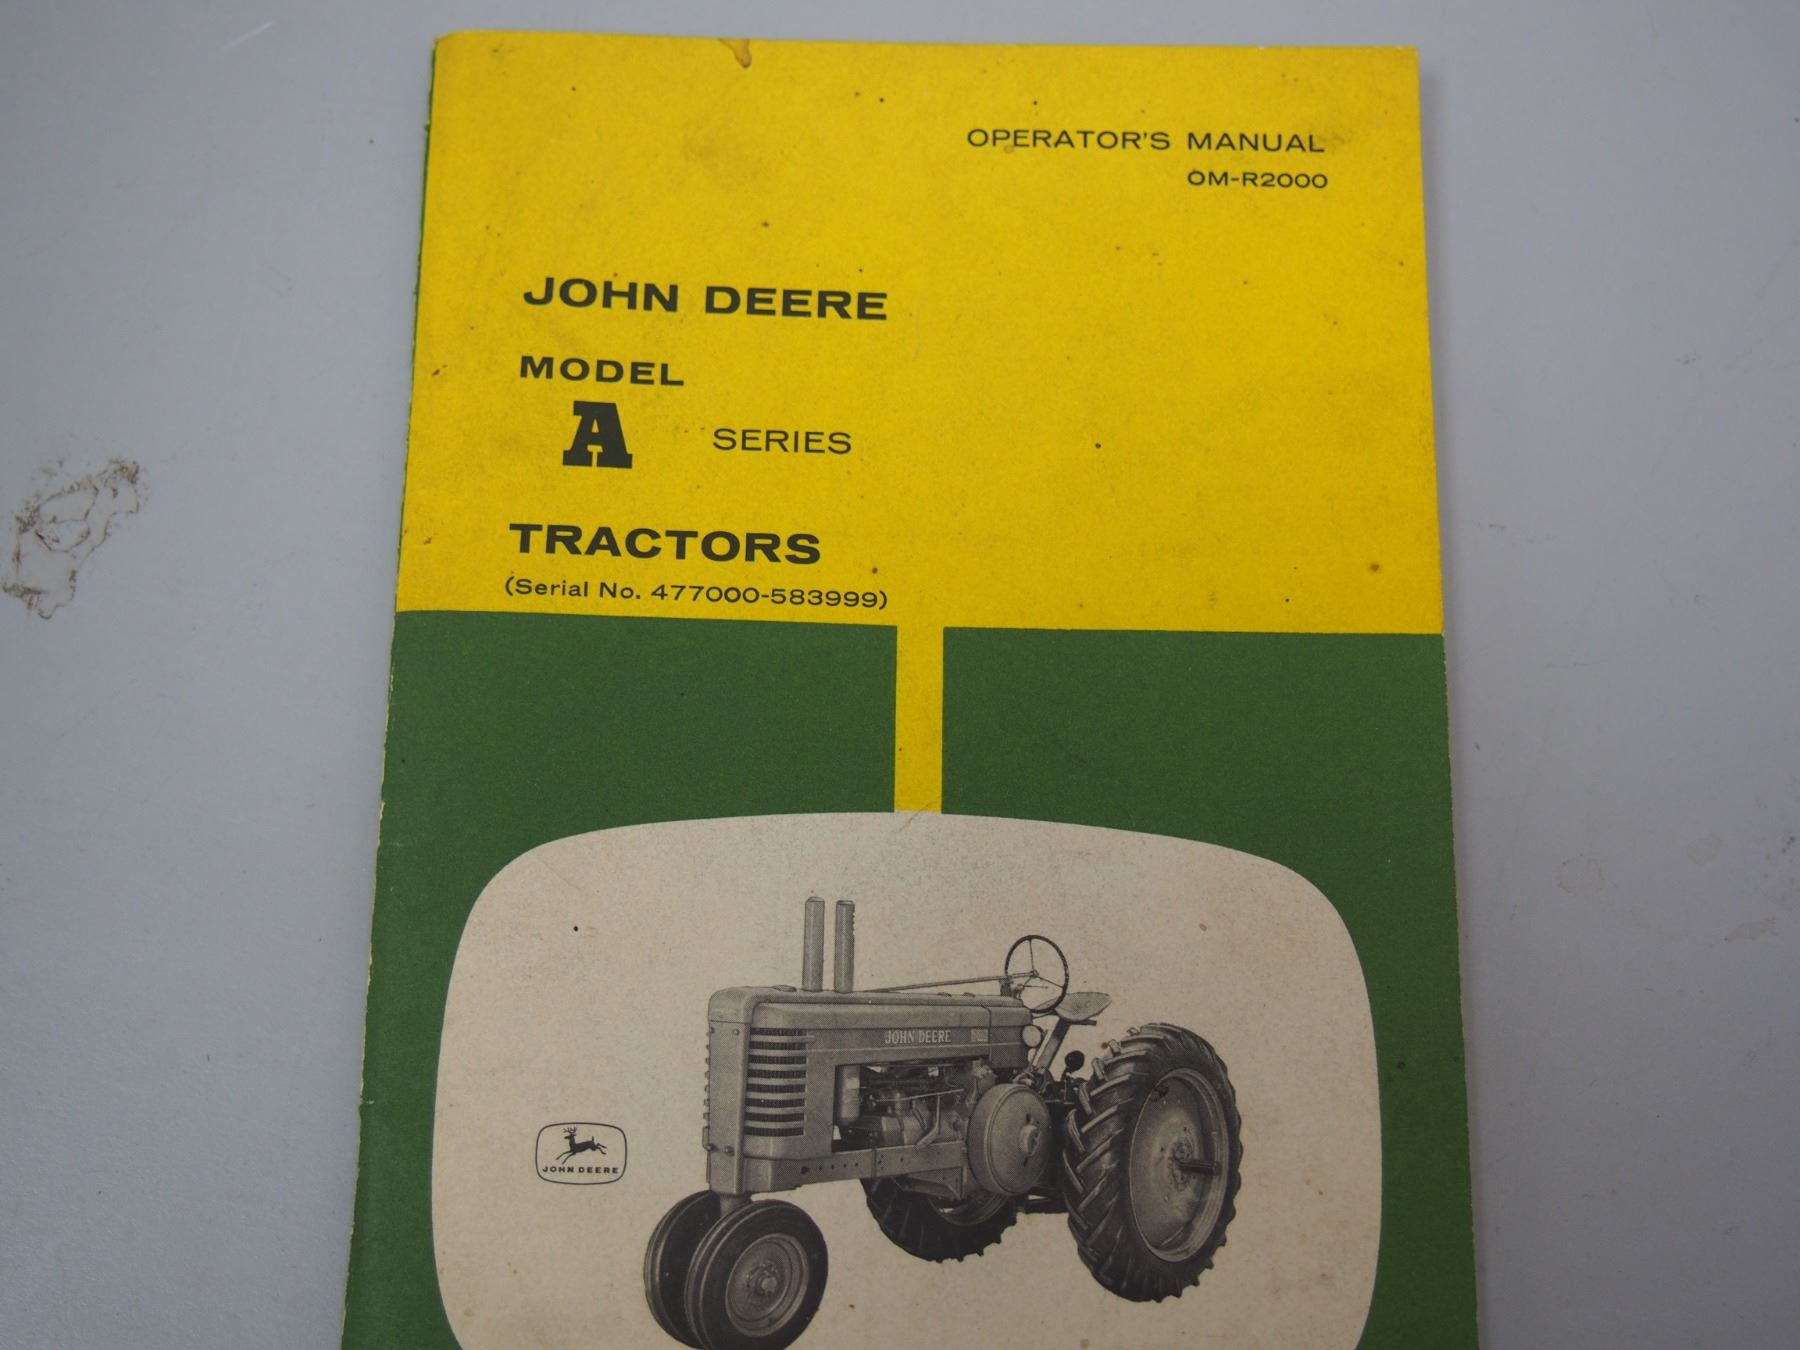 OPERATOR'S MANUAL
OM-R2000
JOHN DEERE
MODEL
A SERIES
TRACTORS
(Serial No. 477000-583999)
JOHN DEERE
JOHN DEERE